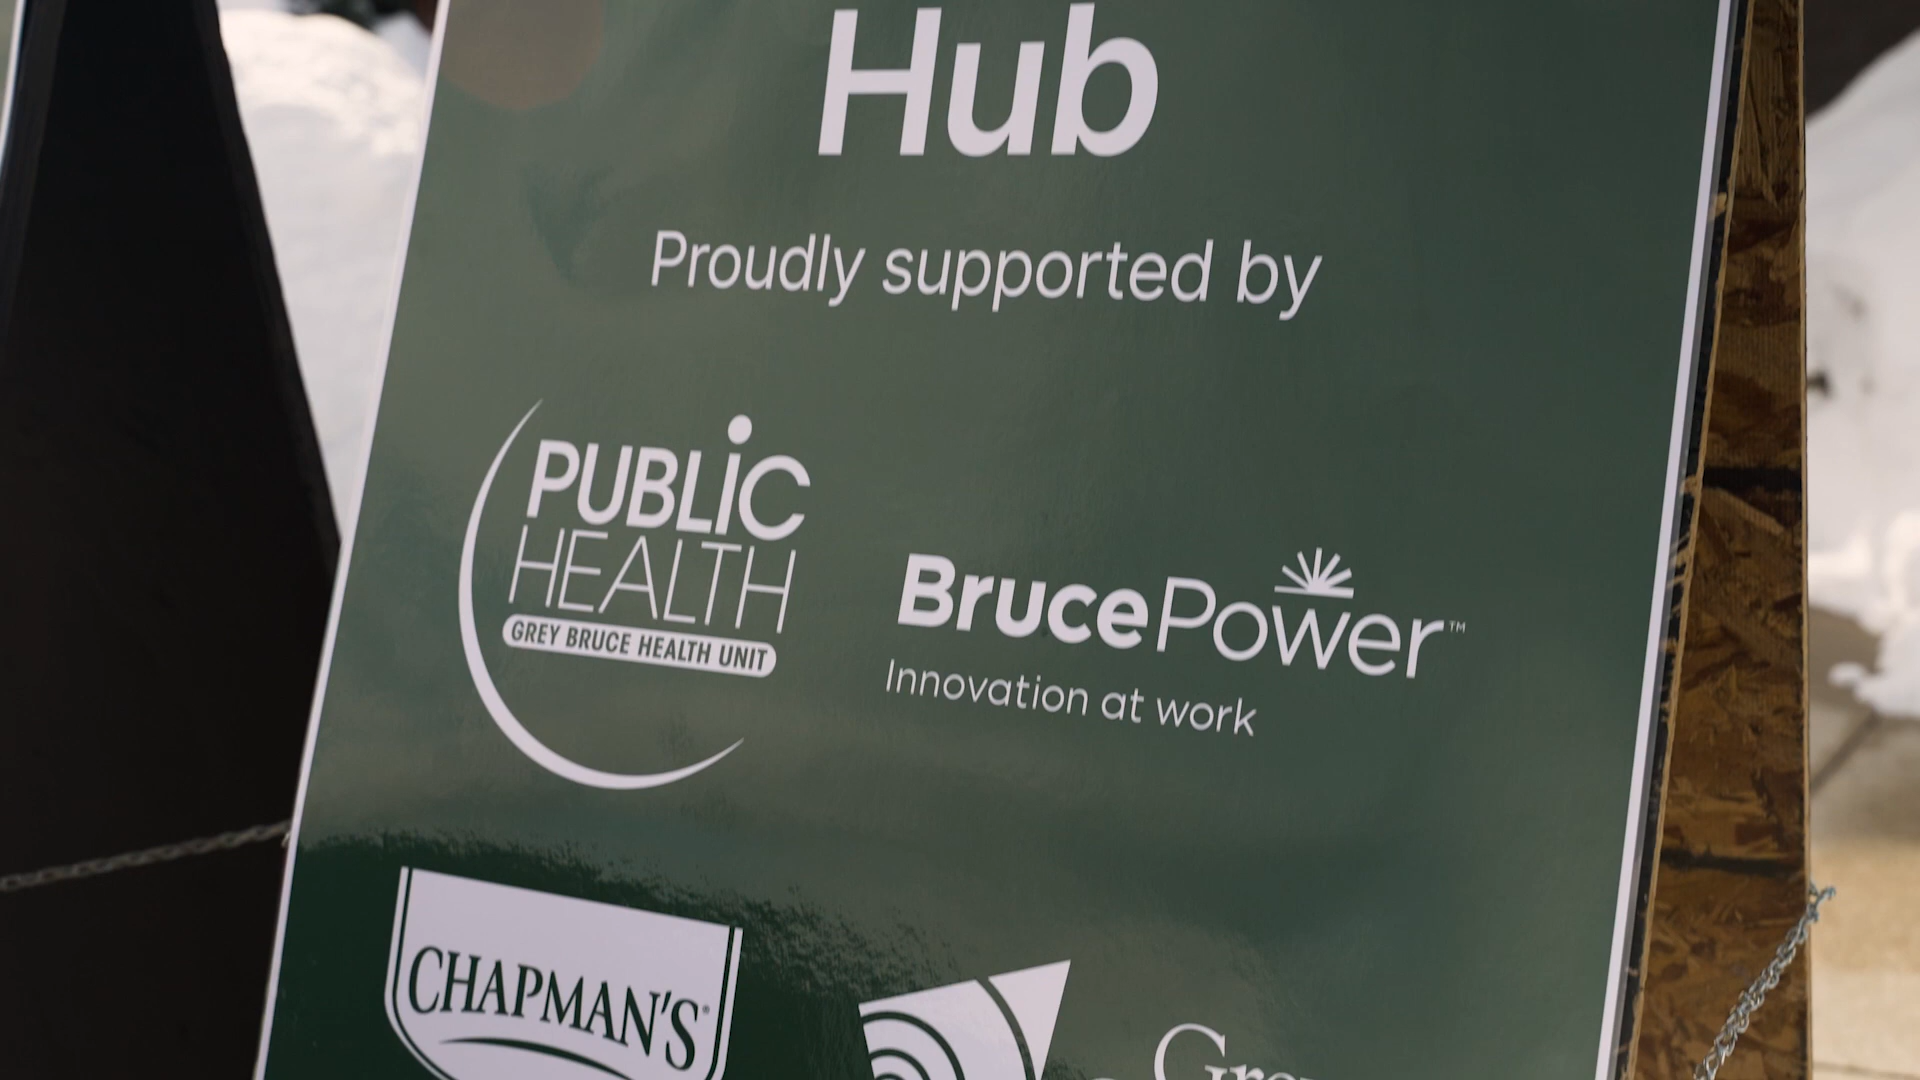 Hub
Proudly supported by
PUBLiC
HEALTH
GREY BRUCE HEALTH UNIT
BrucePower™
Innovation at work
CHAPMAN'S®